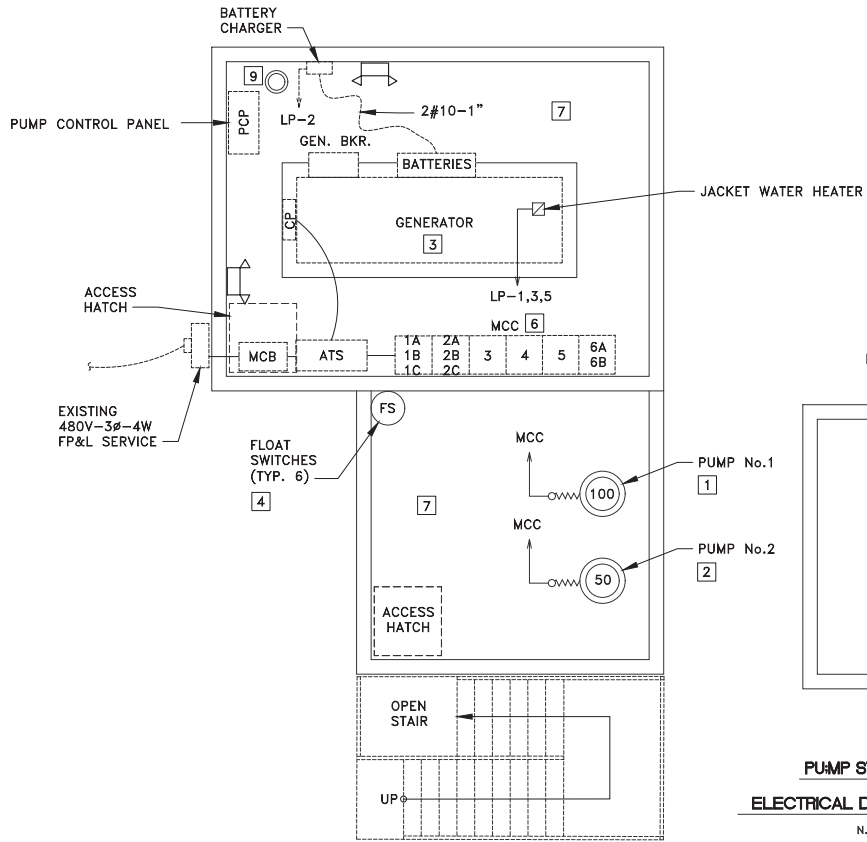 BATTERY
CHARGER
9
LP-2
2#10-1"
7
PUMP CONTROL PANEL
PCP
GEN. BKR.
BATTERIES
JACKET WATER HEATER
CP
GENERATOR
3
LP-1,3,5
ACCESS
HATCH
MCC 6
MCB
ATS
1A
1B
1C
2A
2B
2C
3
4
5
6A
6B
EXISTING
480V-3ø-4W
FP&L SERVICE
FS
FLOAT
SWITCHES
(TYP. 6)
4
7
MCC
100
PUMP No.1
1
MCC
50
PUMP No.2
2
ACCESS
HATCH
OPEN
STAIR
UP
PUMP
ELECTRICAL
N.